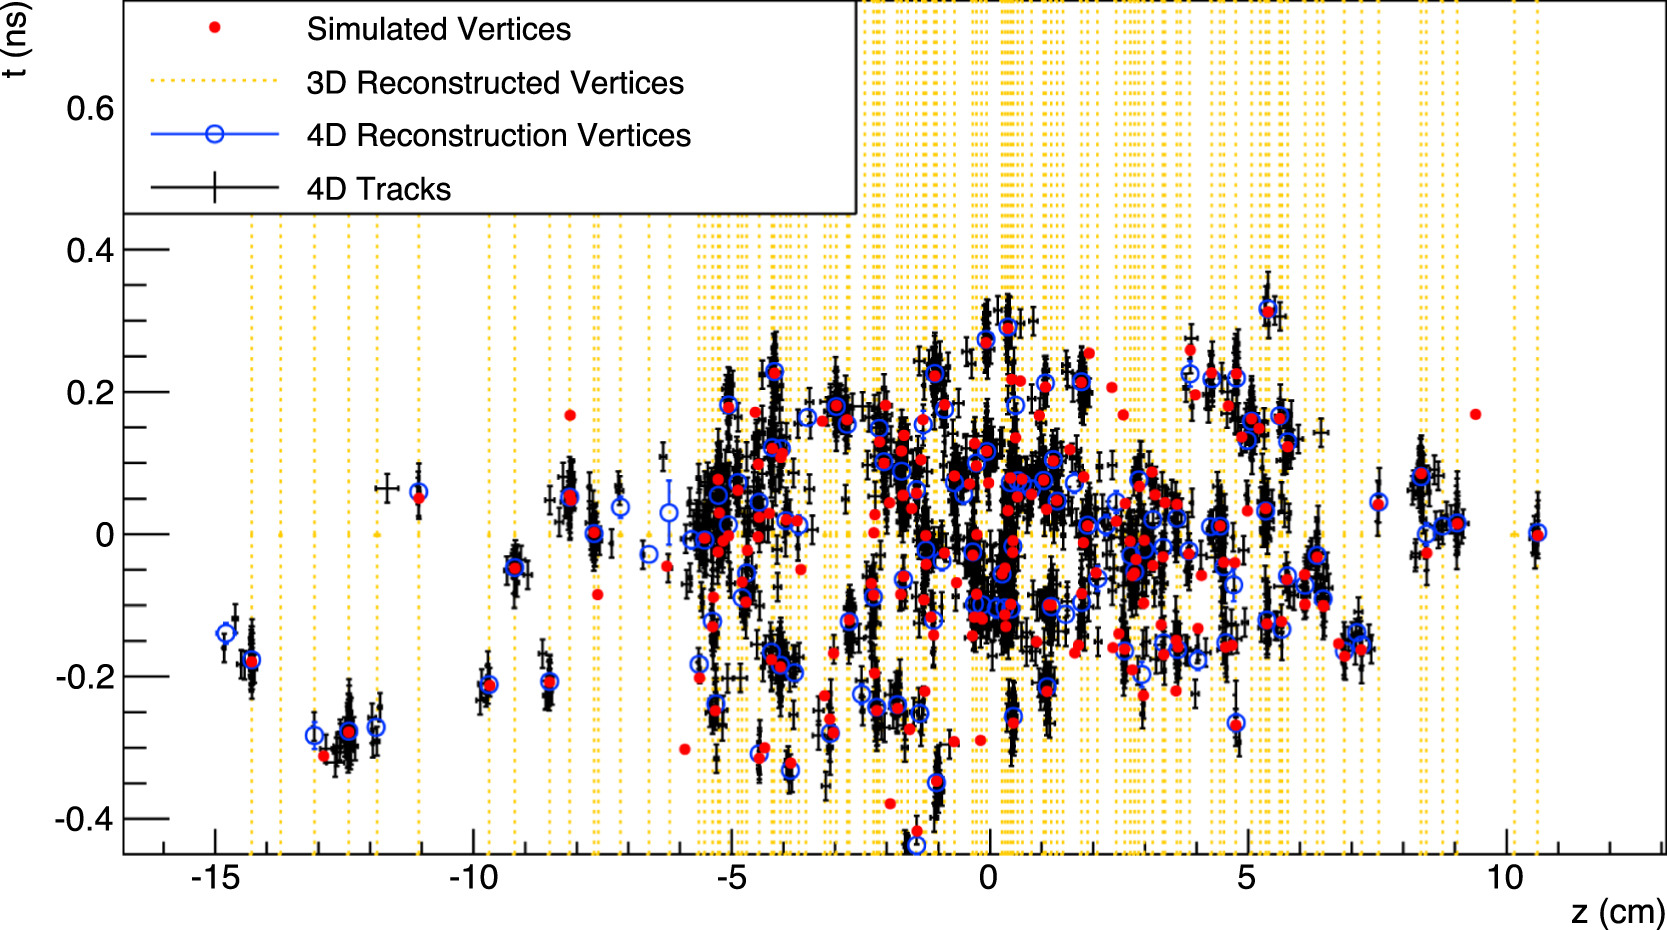 t (ns)
Simulated Vertices
3D Reconstructed Vertices
4D Reconstruction Vertices
4D Tracks
0.6
0.4
0.2
0
-0.2
-0.4
-15 -10 -5 0 5 10
z (cm)